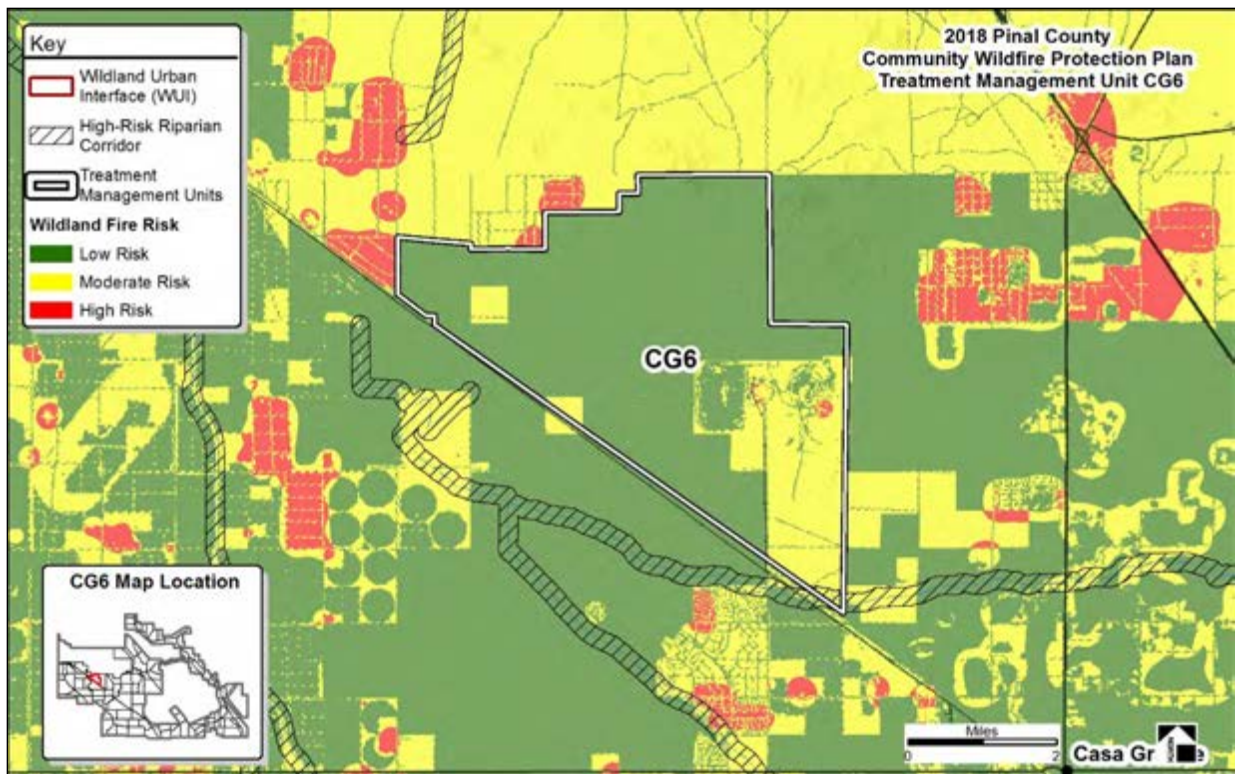 Key
Wildland Urban
Interface (WUI)
High-Risk Riparian
Corridor
Treatment
Management Units
Wildland Fire Risk
Low Risk
Moderate Risk
High Risk
2018 Pinal County
Community Wildfire Protection Plan
Treatment Management Unit CG6
CG6
CG6 Map Location
Miles
0 2
Casa Gr